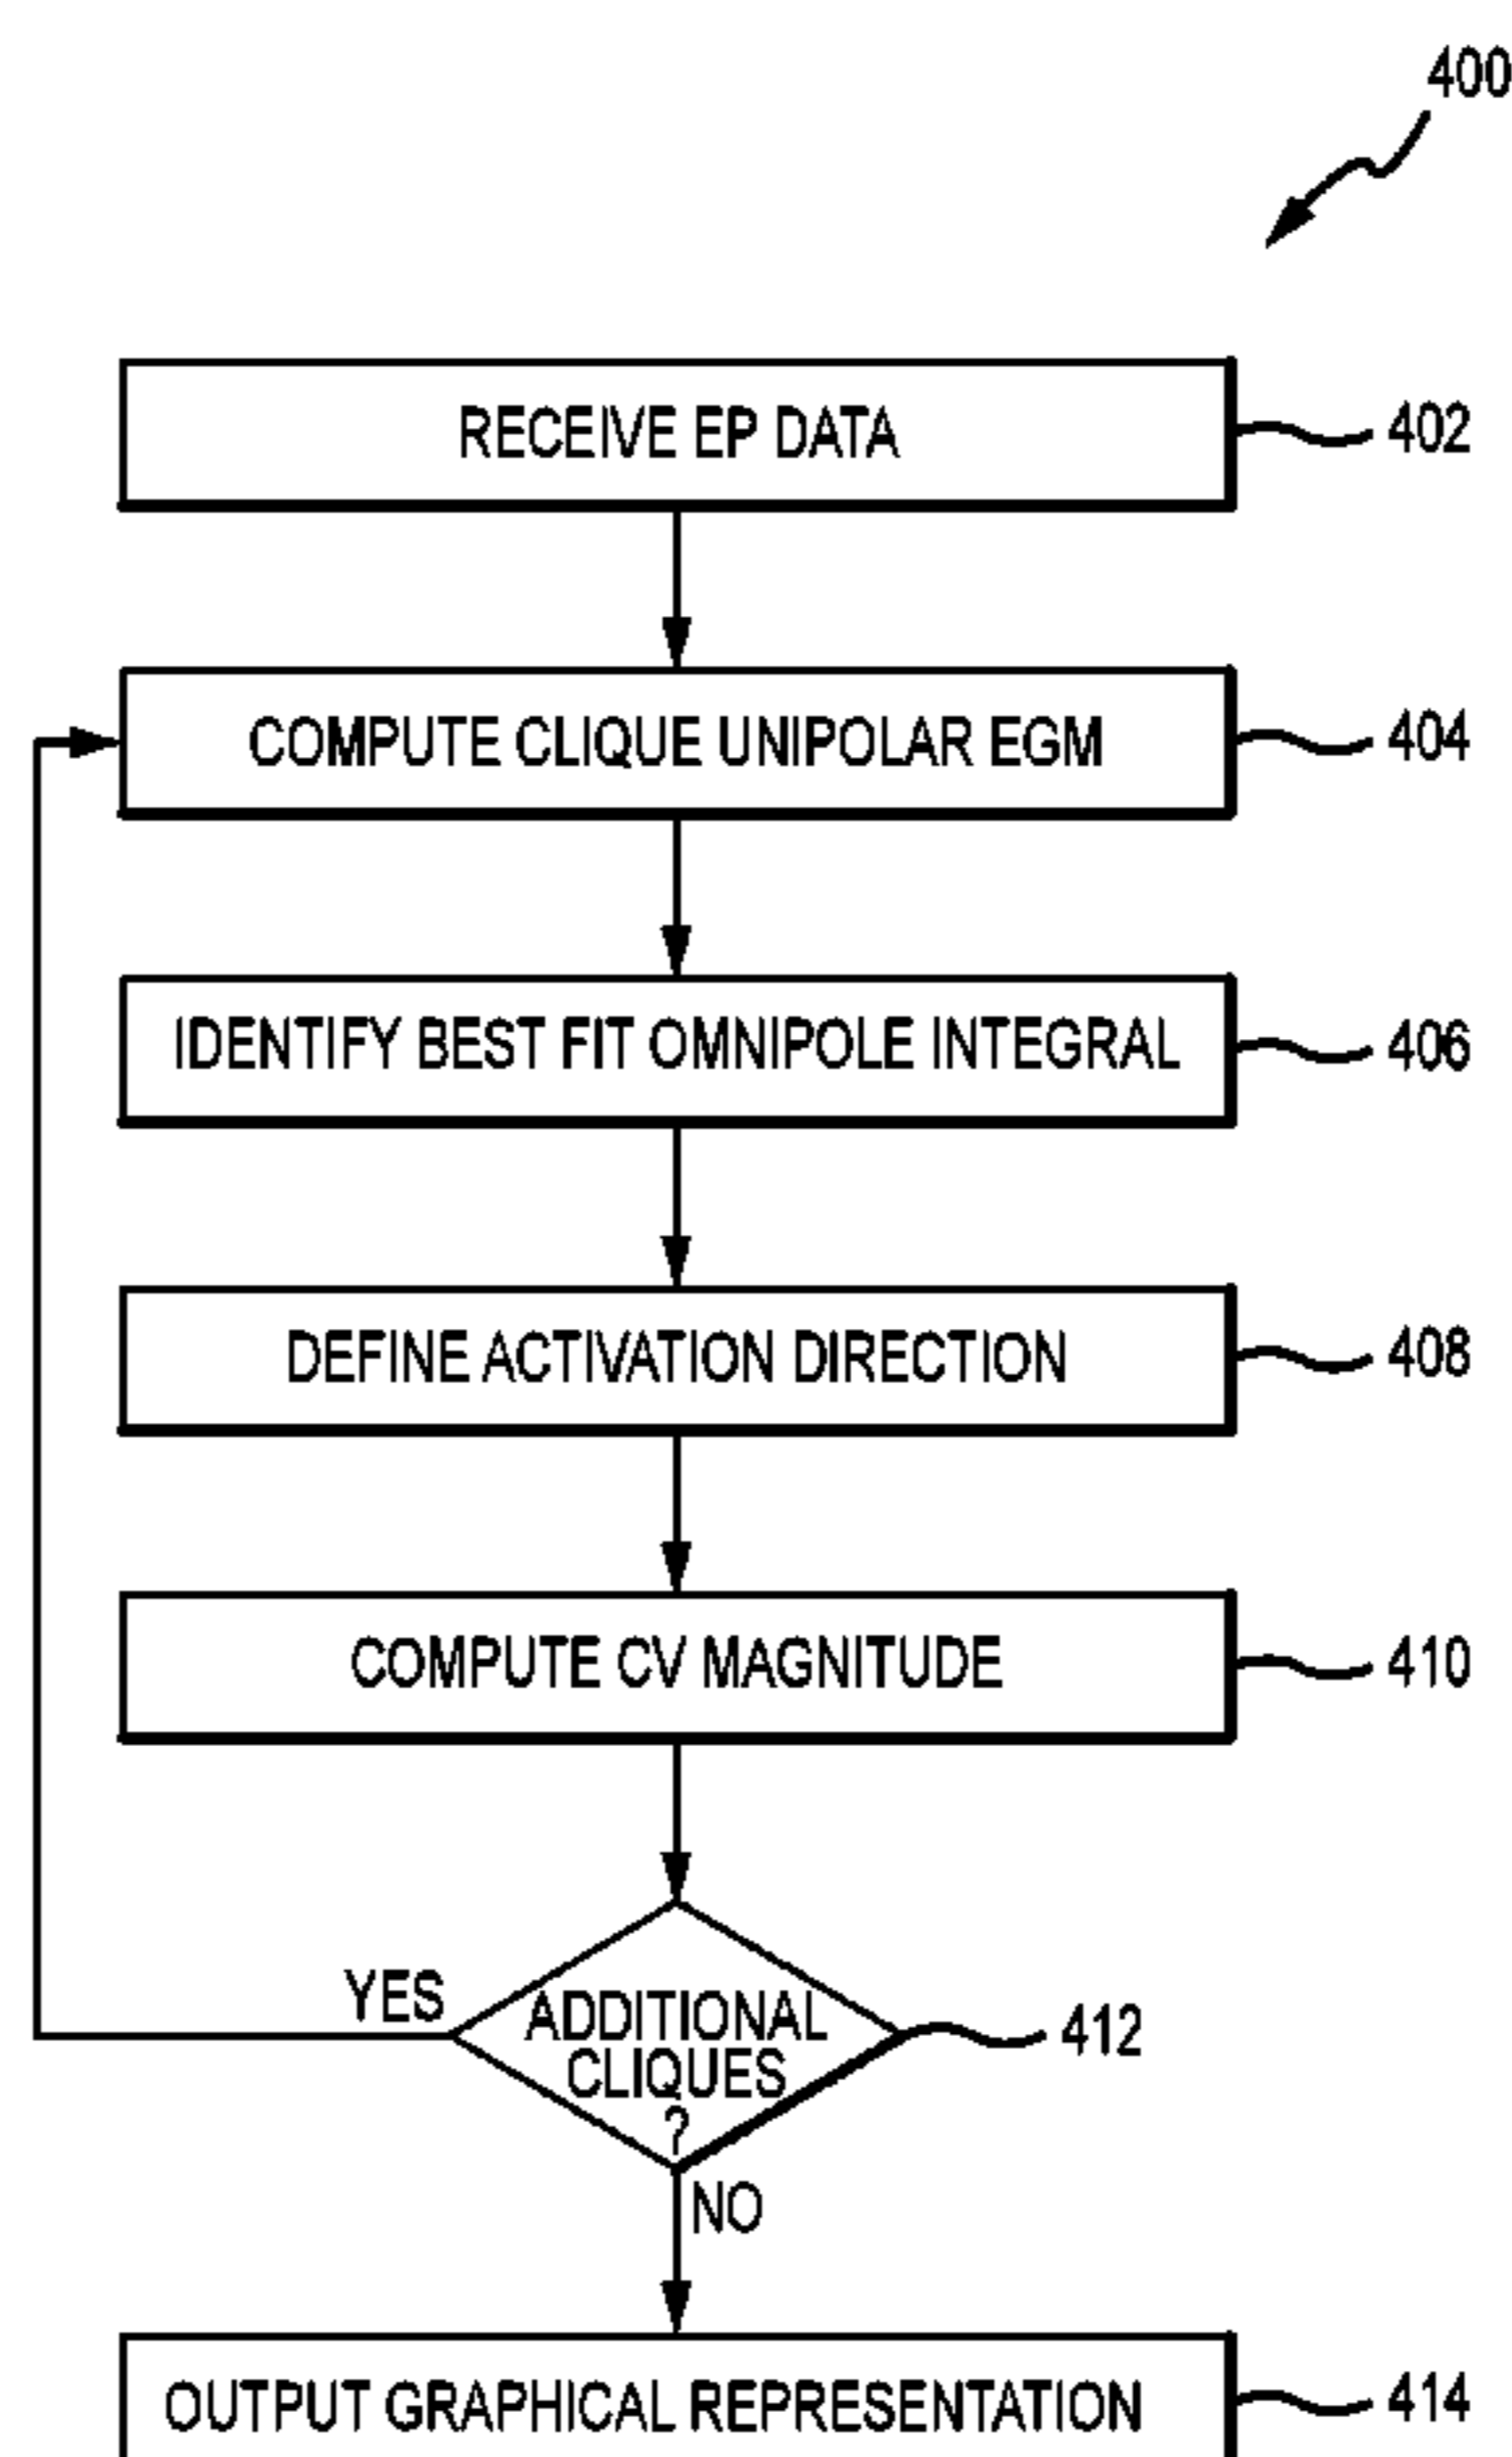 400
RECEIVE EP DATA
402
COMPUTE CLIQUE UNIPOLAR EGM
404
IDENTIFY BEST FIT OMNIPOLE INTEGRAL
406
DEFINE ACTIVATION DIRECTION
408
COMPUTE CV MAGNITUDE
410
YES
ADDITIONAL
CLIQUES
?
412
NO
OUTPUT GRAPHICAL REPRESENTATION
414